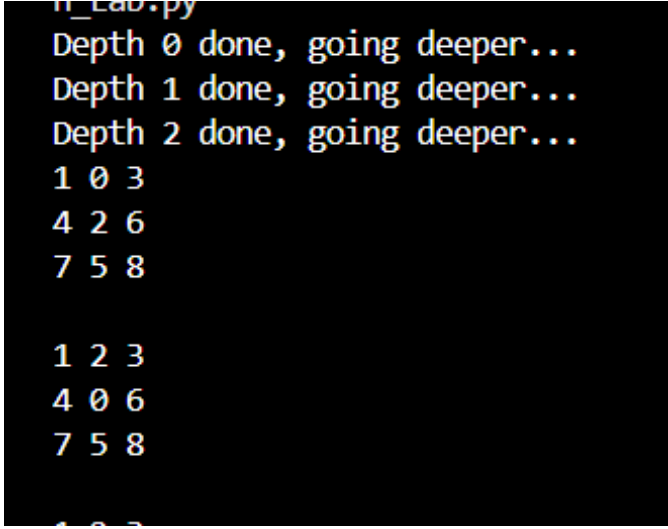 Depth 0 done, going deeper...
Depth 1 done, going deeper...
Depth 2 done, going deeper...
1 0 3
4 2 6
7 5 8
1 2 3
4 0 6
7 5 8